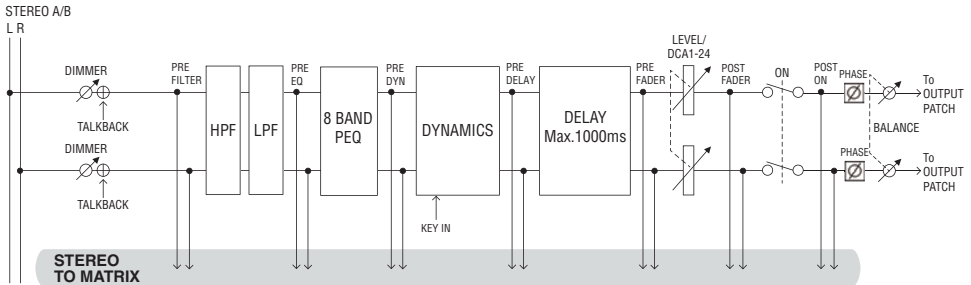 STEREO A/B
L R
DIMMER
TALKBACK
DIMMER
TALKBACK
PRE
FILTER
HPF
LPF
PRE
EQ
8 BAND
PEQ
PRE
DYN
DYNAMICS
KEY IN
PRE
DELAY
DELAY
Max.1000ms
PRE
FADER
LEVEL/
DCA1-24
POST
FADER
ON
POST
ON
PHASE
PHASE
BALANCE
To
OUTPUT
PATCH
To
OUTPUT
PATCH
STEREO
TO MATRIX